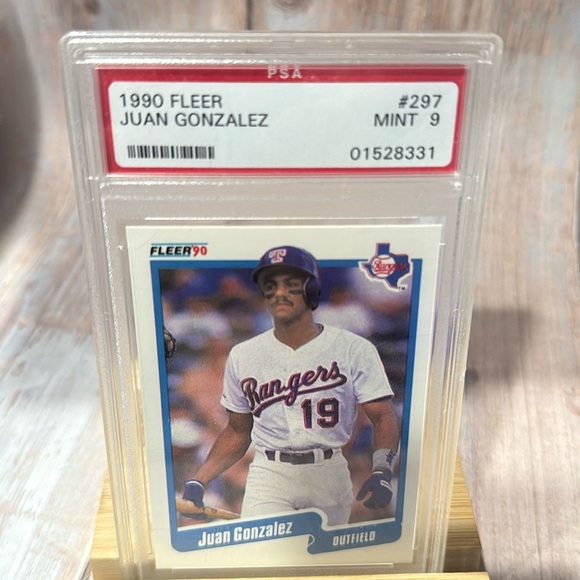 PSA
1990 FLEER #297
JUAN GONZALEZ MINT 9
01528331
FLEER'90
T
Rangers
Rangers
19
Juan Gonzalez
OUTFIELD